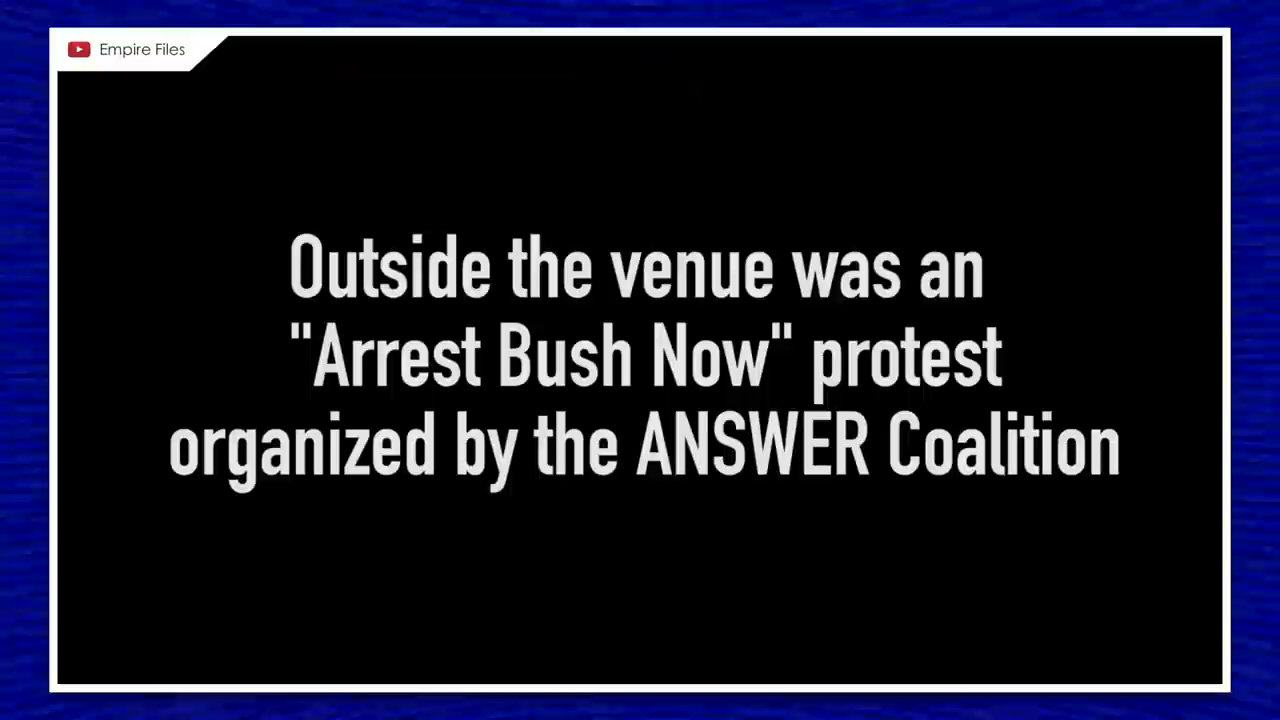 Empire Files
Outside the venue was an
"Arrest Bush Now" protest
organized by the ANSWER Coalition